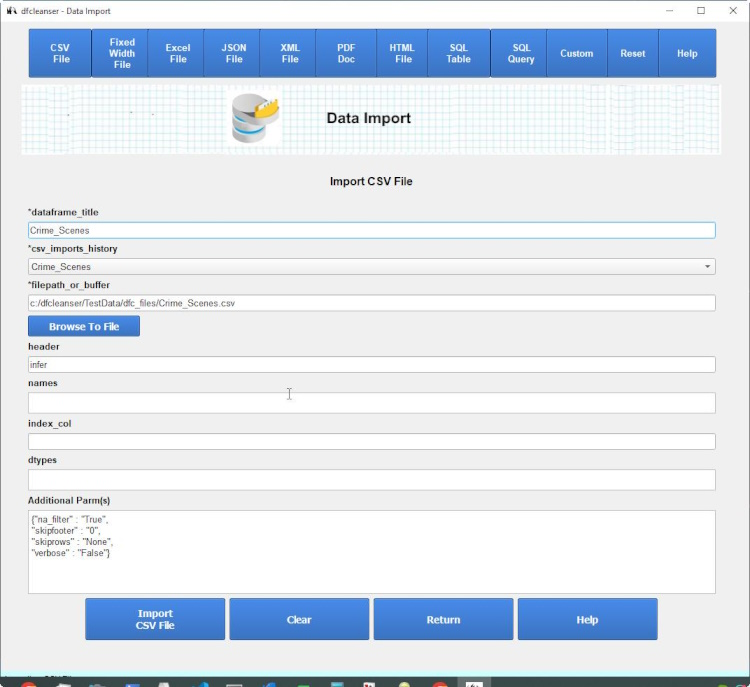 dfcleanser - Data Import
CSV
File
Fixed
Width
File
Excel
File
JSON
File
XML
File
PDF
Doc
HTML
File
SQL
Table
SQL
Query
Custom
Reset
Help
Data Import
Import CSV File
*dataframe_title
Crime_Scenes
*csv_imports_history
Crime_Scenes
*filepath_or_buffer
c:/dfcleanser/TestData/dfc_files/Crime_Scenes.csv
Browse To File
header
infer
names
index_col
dtypes
Additional Parm(s)
{"na_filter" : "True",
"skipfooter" : "0",
"skiprows" : "None",
"verbose" : "False"}
Import
CSV File
Clear
Return
Help